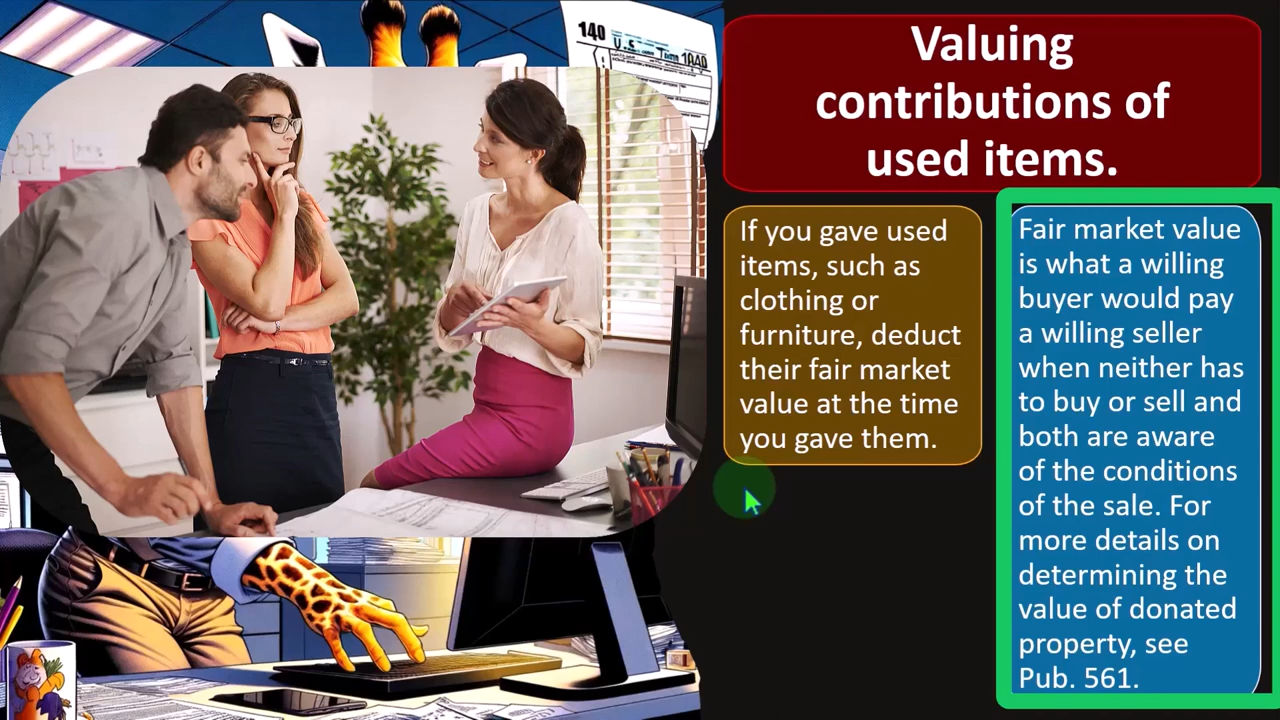 140
U.S.
1040
Valuing
contributions of
used items.
If you gave used
items, such as
clothing or
furniture, deduct
their fair market
value at the time
you gave them.
Fair market value
is what a willing
buyer would pay
a willing seller
when neither has
to buy or sell and
both are aware
of the conditions
of the sale. For
more details on
determining the
value of donated
property, see
Pub. 561.